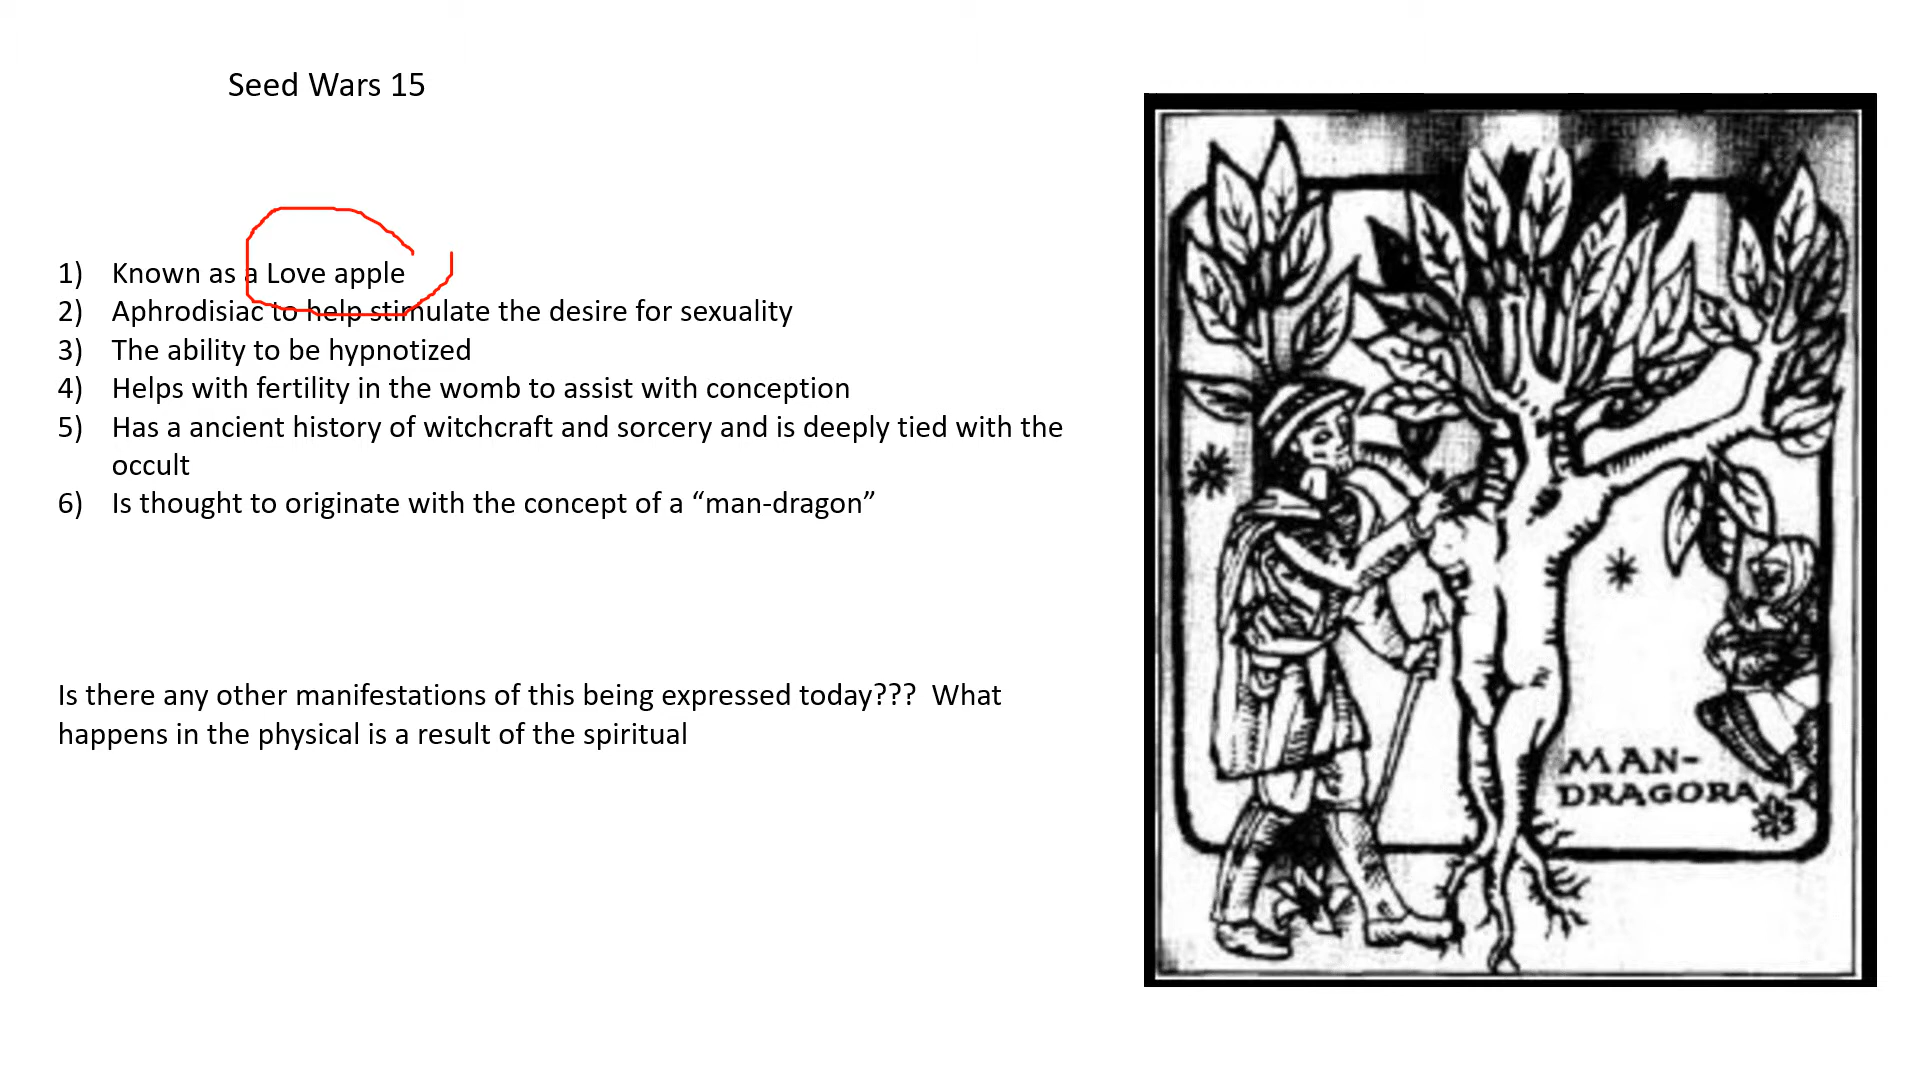 Seed Wars 15
1) Known as a Love apple
2) Aphrodisiac to help stimulate the desire for sexuality
3) The ability to be hypnotized
4) Helps with fertility in the womb to assist with conception
5) Has a ancient history of witchcraft and sorcery and is deeply tied with the
occult
6) Is thought to originate with the concept of a “man-dragon”
Is there any other manifestations of this being expressed today??? What
happens in the physical is a result of the spiritual
MAN-
DRAGORA